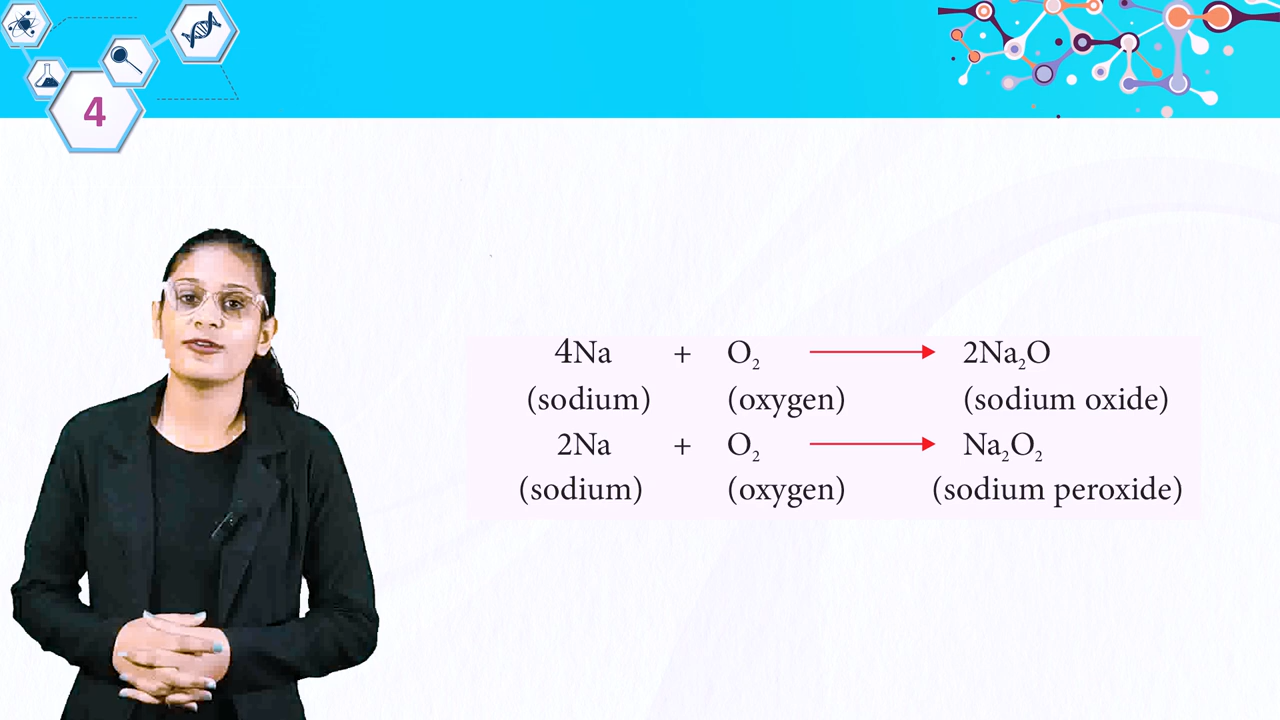 4
4Na + O₂ ⟶ 2Na₂O
(sodium) (oxygen) (sodium oxide)
2Na + O₂ ⟶ Na₂O₂
(sodium) (oxygen) (sodium peroxide)